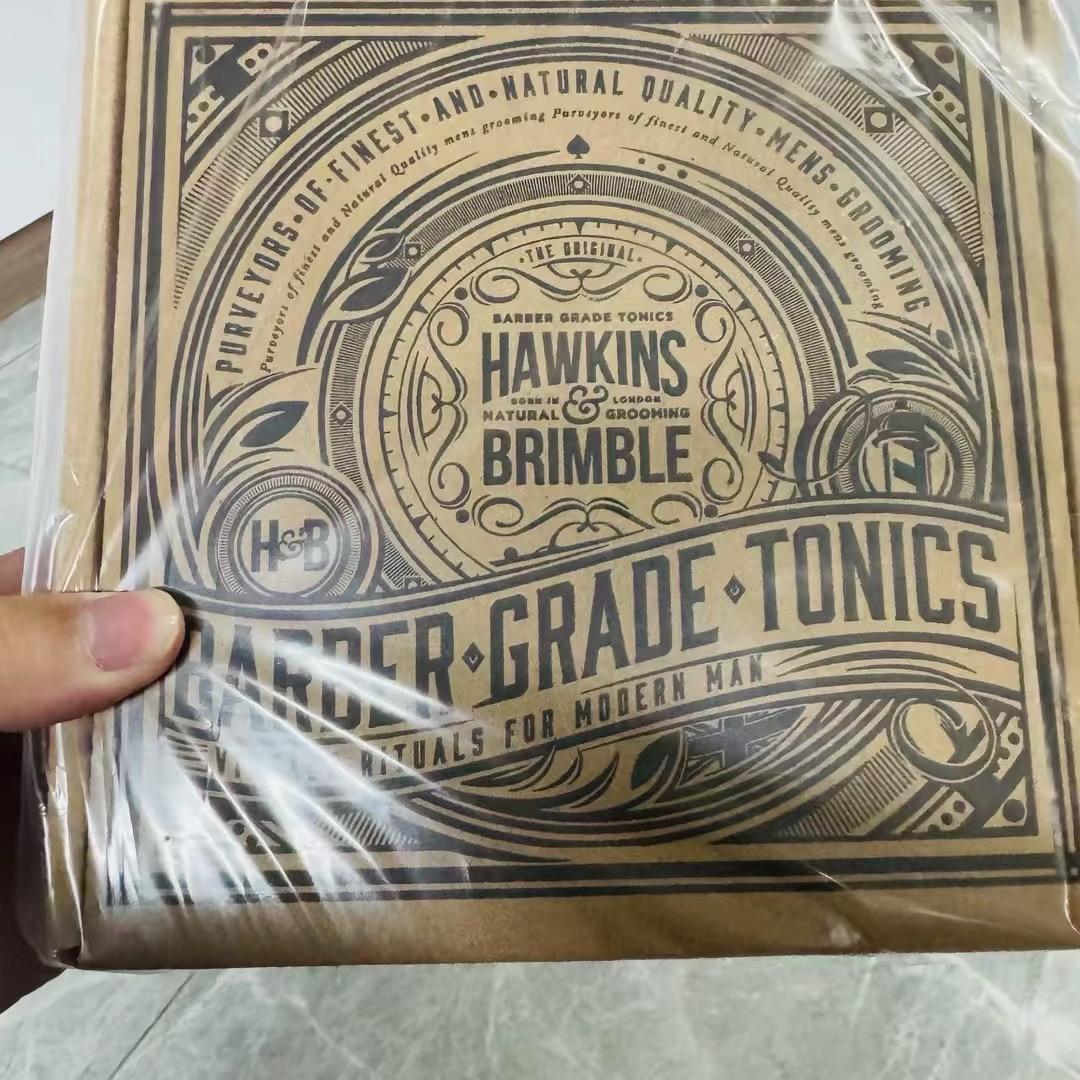 PURVEYORS•OF•FINEST•AND•NATURAL QUALITY•MENS•GROOMING
Purveyors of finest and Natural Quality mens grooming Purveyors of finest and Natural Quality mens grooming
•THE ORIGINAL•
BARBER GRADE TONICS
HAWKINS
BORN IN & LONDON
NATURAL GROOMING
BRIMBLE
H&B
BARBER GRADE TONICS
RITUALS FOR MODERN MAN